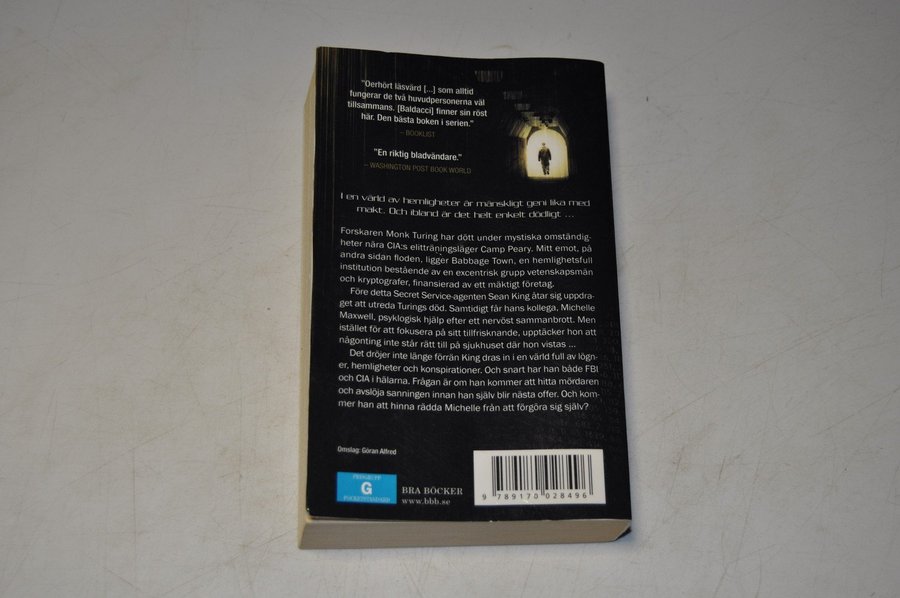 "Oerhört läsvärd [...] som alltid
fungerar de två huvudpersonerna väl
tillsammans. [Baldacci] finner sin röst
här. Den bästa boken i serien."
– BOOKLIST
"En riktig bladvändare."
– WASHINGTON POST BOOK WORLD
I en värld av hemligheter är mänskligt geni lika med
makt. Och ibland är det helt enkelt dödligt ...
Forskaren Monk Turing har dött under mystiska omständig-
heter nära CIA:s elitträningsläger Camp Peary. Mitt emot, på
andra sidan floden, ligger Babbage Town, en hemlighetsfull
institution bestående av en excentrisk grupp vetenskapsmän
och kryptografer, finansierad av ett mäktigt företag.
Före detta Secret Service-agenten Sean King åtar sig uppdra-
get att utreda Turings död. Samtidigt får hans kollega, Michelle
Maxwell, psyklogisk hjälp efter ett nervöst sammanbrott. Men
istället för att fokusera på sitt tillfrisknande, upptäcker hon att
någonting inte står rätt till på sjukhuset där hon vistas ...
Det dröjer inte länge förrän King dras in i en värld full av lögn-
er, hemligheter och konspirationer. Och snart har han både FBI
och CIA i hälarna. Frågan är om han kommer att hitta mördaren
och avslöja sanningen innan han själv blir nästa offer. Och kom-
mer han att hinna rädda Michelle från att förgöra sig själv?
Omslag: Göran Alfred
PRISGRUPP
G
POCKETSTANDARD
BRA BÖCKER
www.bbb.se
9 789170 028496